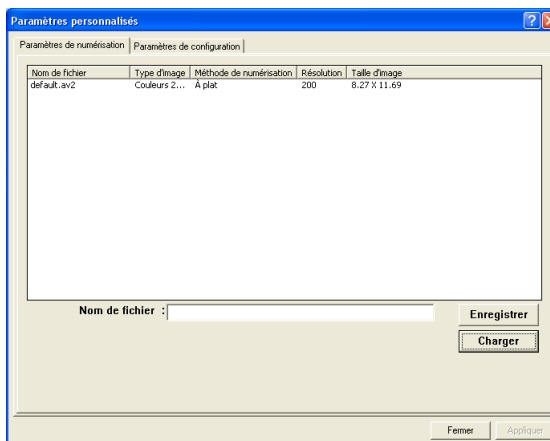 Paramètres personnalisés
Paramètres de numérisation Paramètres de configuration
Nom de fichier Type d'image Méthode de numérisation Résolution Taille d'image
default.av2 Couleurs 2... À plat 200 8.27 X 11.69
Nom de fichier :
Enregistrer
Charger
Fermer Appliquer